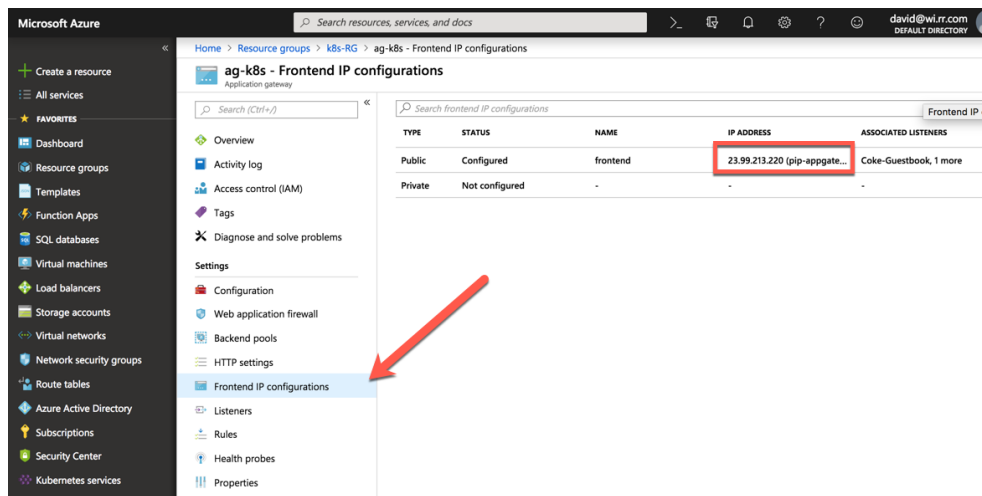 Microsoft Azure
Search resources, services, and docs
david@wi.rr.com
DEFAULT DIRECTORY
Home > Resource groups > k8s-RG > ag-k8s - Frontend IP configurations
ag-k8s - Frontend IP configurations
Application gateway
Create a resource
All services
FAVORITES
Dashboard
Resource groups
Templates
Function Apps
SQL databases
Virtual machines
Load balancers
Storage accounts
Virtual networks
Network security groups
Route tables
Azure Active Directory
Subscriptions
Security Center
Kubernetes services
Search (Ctrl+/)
Overview
Activity log
Access control (IAM)
Tags
Diagnose and solve problems
Settings
Configuration
Web application firewall
Backend pools
HTTP settings
Frontend IP configurations
Listeners
Rules
Health probes
Properties
Search frontend IP configurations
Frontend IP
TYPE STATUS NAME IP ADDRESS ASSOCIATED LISTENERS
Public Configured frontend 23.99.213.220 (pip-appgate... Coke-Guestbook, 1 more
Private Not configured - - -